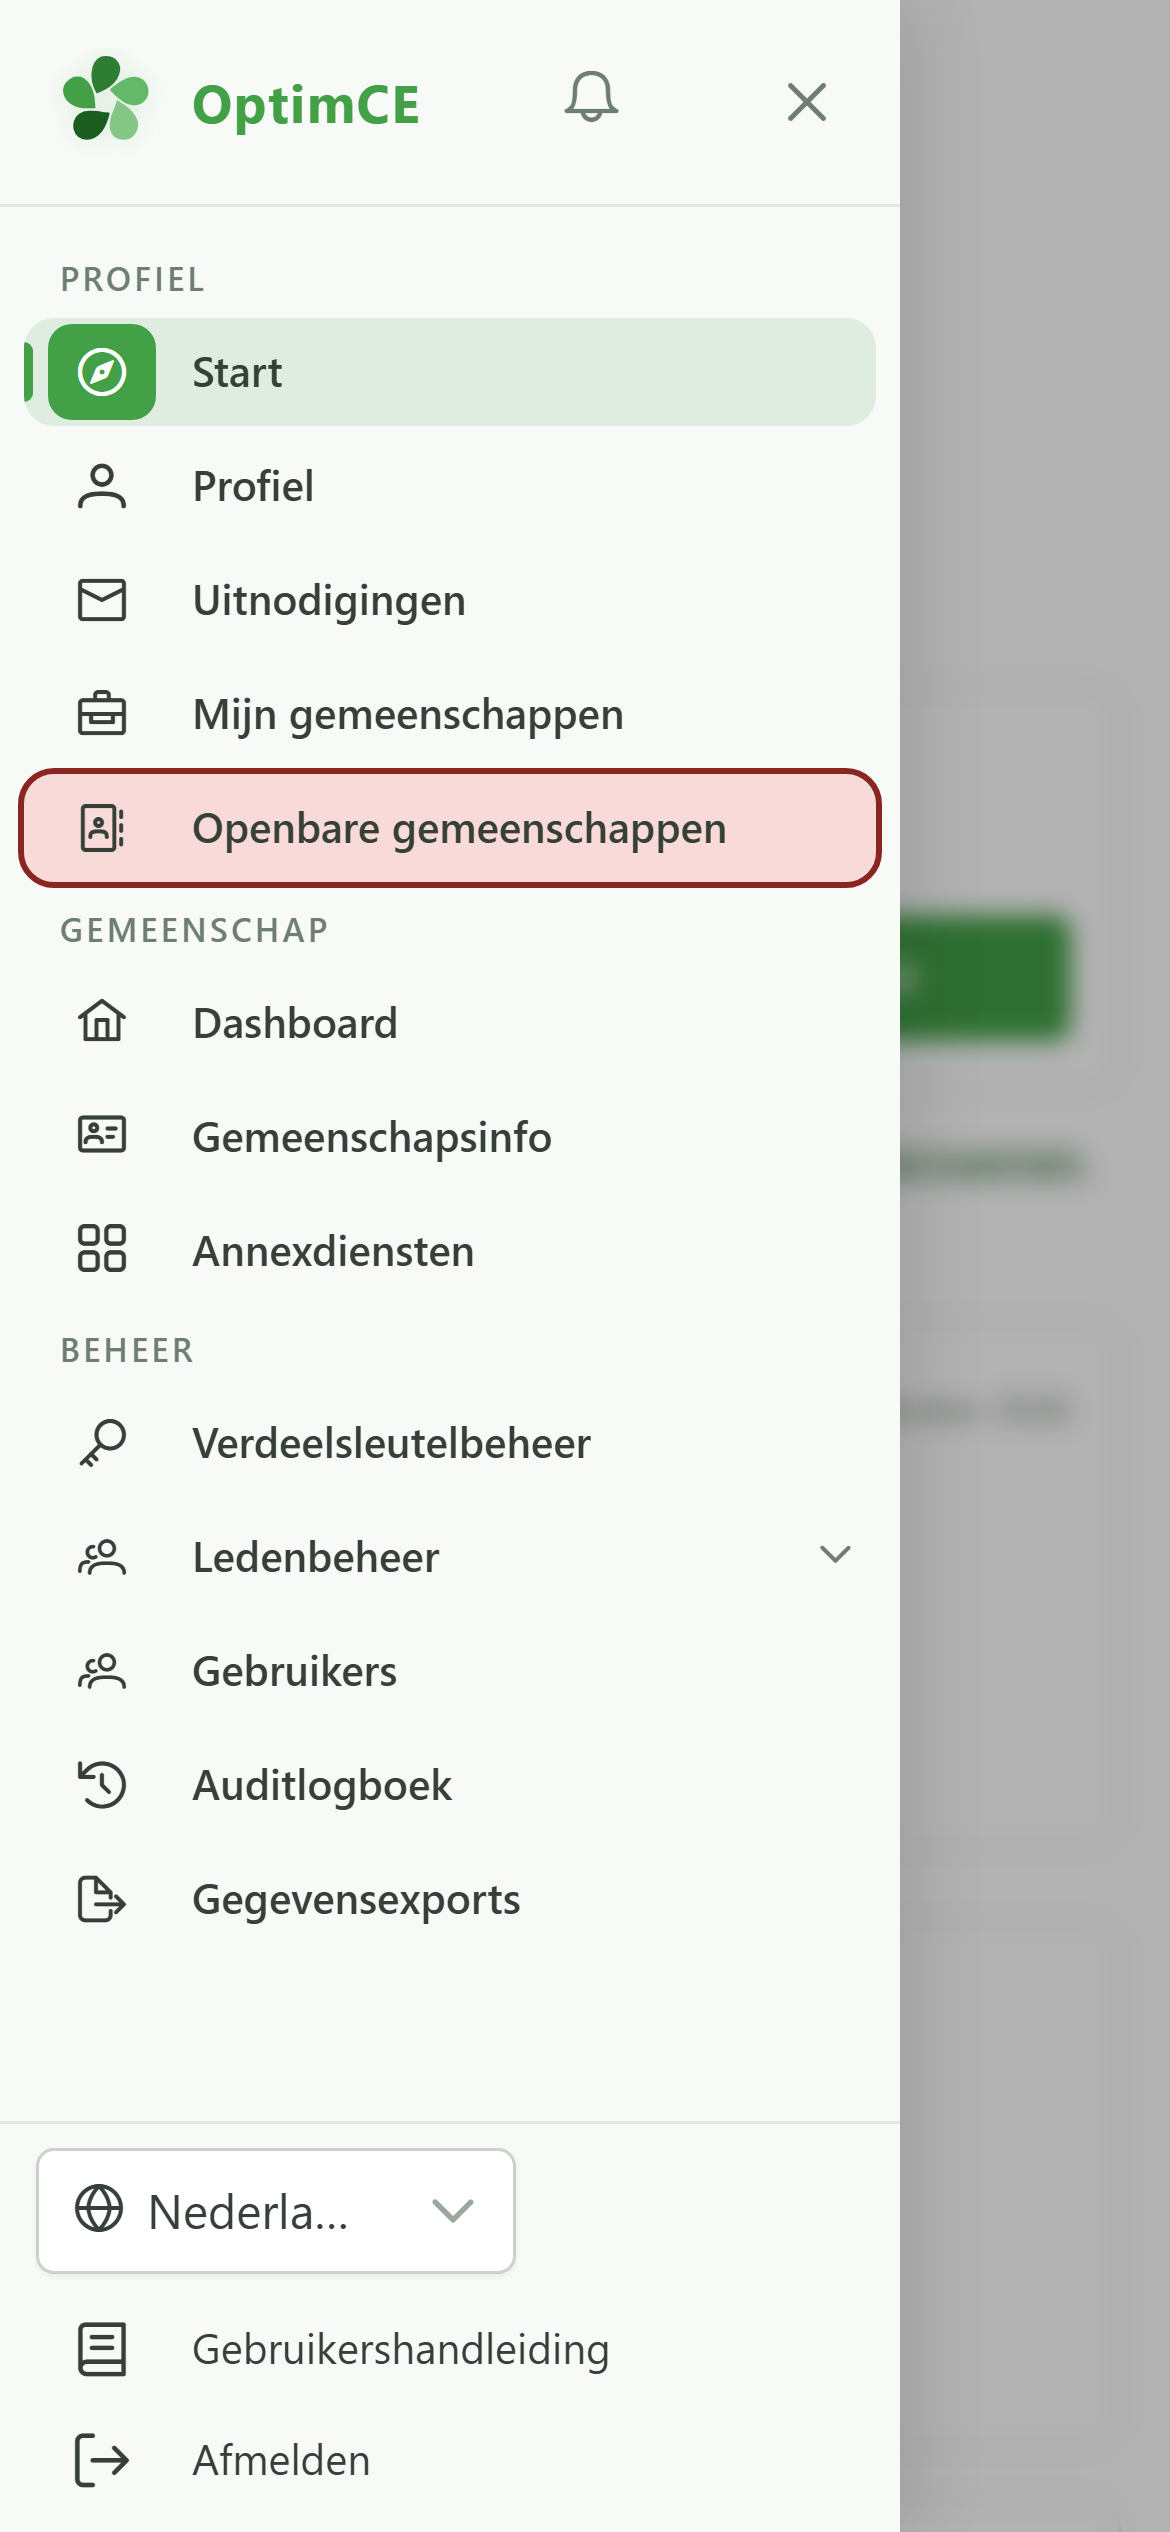 OptimCE
PROFIEL
Start
Profiel
Uitnodigingen
Mijn gemeenschappen
Openbare gemeenschappen
GEMEENSCHAP
Dashboard
Gemeenschapsinfo
Annexdiensten
BEHEER
Verdeelsleutelbeheer
Ledenbeheer
Gebruikers
Auditlogboek
Gegevensexports
Nederla...
Gebruikershandleiding
Afmelden